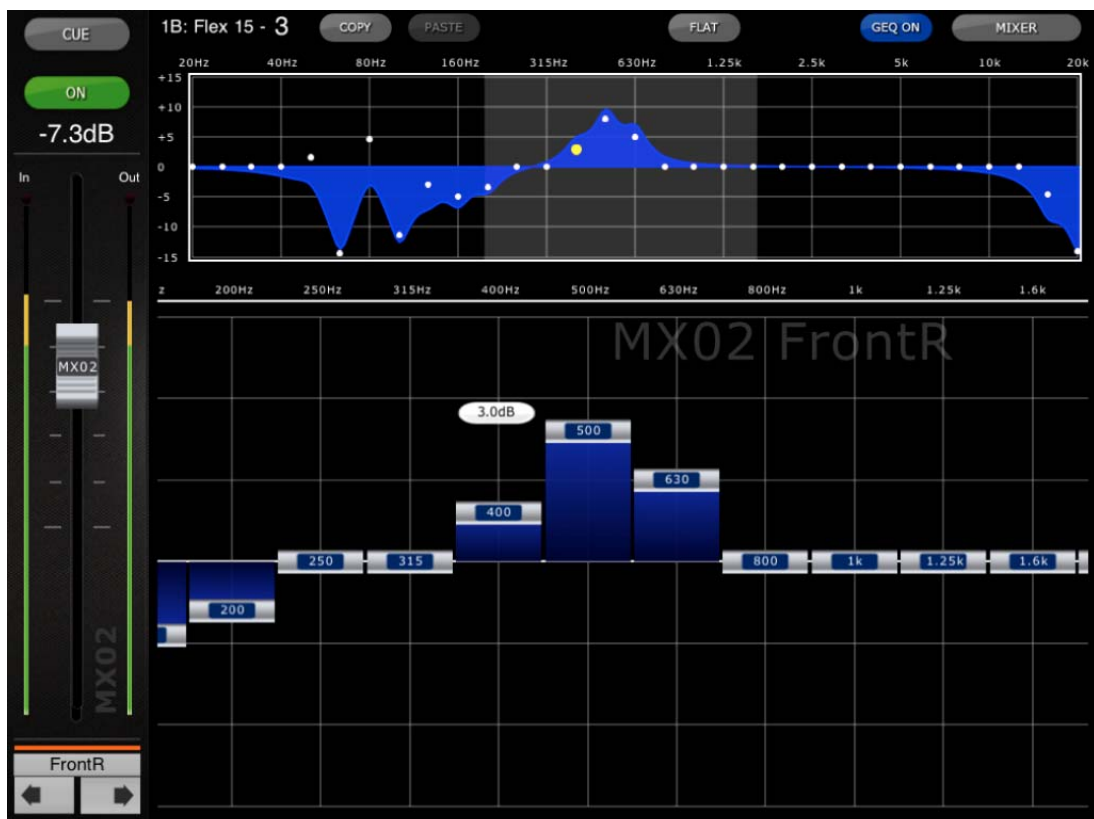 CUE
1B: Flex 15 - 3 COPY PASTE FLAT GEQ ON MIXER
20Hz 40Hz 80Hz 160Hz 315Hz 630Hz 1.25k 2.5k 5k 10k 20k
+15
ON
+10
-7.3dB
+5
0
In Out
-5
-10
-15
z 200Hz 250Hz 315Hz 400Hz 500Hz 630Hz 800Hz 1k 1.25k 1.6k
MX02 FrontR
MX02
3.0dB
500
630
400
250 315 800 1k 1.25k 1.6k
200
MX02
FrontR